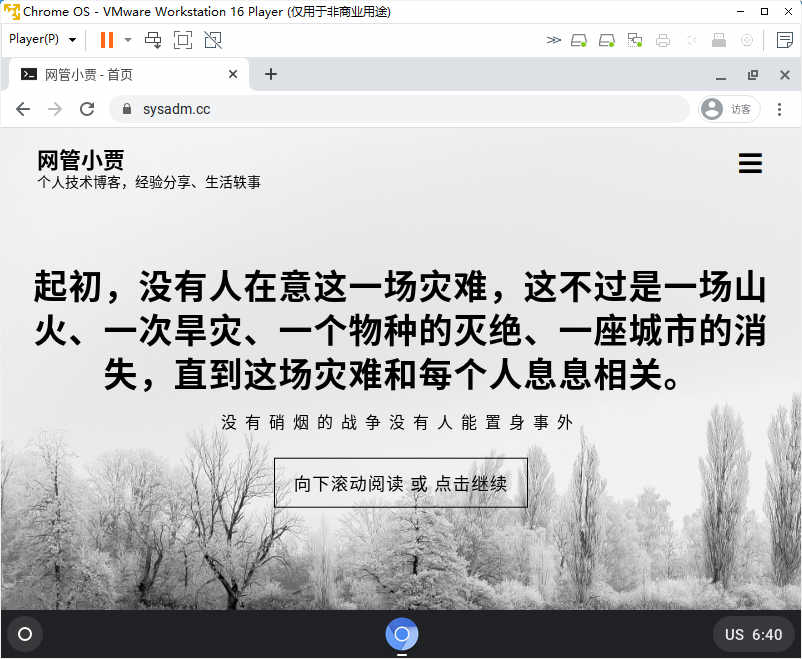 Chrome OS - VMware Workstation 16 Player (仅用于非商业用途)
Player(P)
网管小贾 - 首页
sysadm.cc
访客
网管小贾
个人技术博客，经验分享、生活轶事
起初，没有人在意这一场灾难，这不过是一场山
火、一次旱灾、一个物种的灭绝、一座城市的消
失，直到这场灾难和每个人息息相关。
没有硝烟的战争没有人能置身事外
向下滚动阅读 或 点击继续
US 6:40